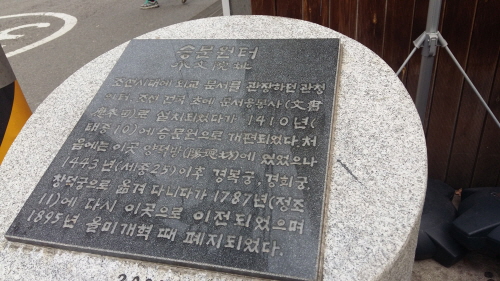 승문원터
承文院址
조선시대에 외교 문서를 관장하던 관청
이다. 조선 건국 초에 문서응봉사(文書
應奉司)로 설치되었다가 1410년(
태종10)에 승문원으로 개편되었다. 처
음에는 이곳 양덕방(陽德坊)에 있었으나
1443년(세종25)이후 경복궁, 경희궁,
창덕궁으로 옮겨 다니다가 1787년(정조
11)에 다시 이곳으로 이전되었으며
1895년 을미개혁 때 폐지되었다.